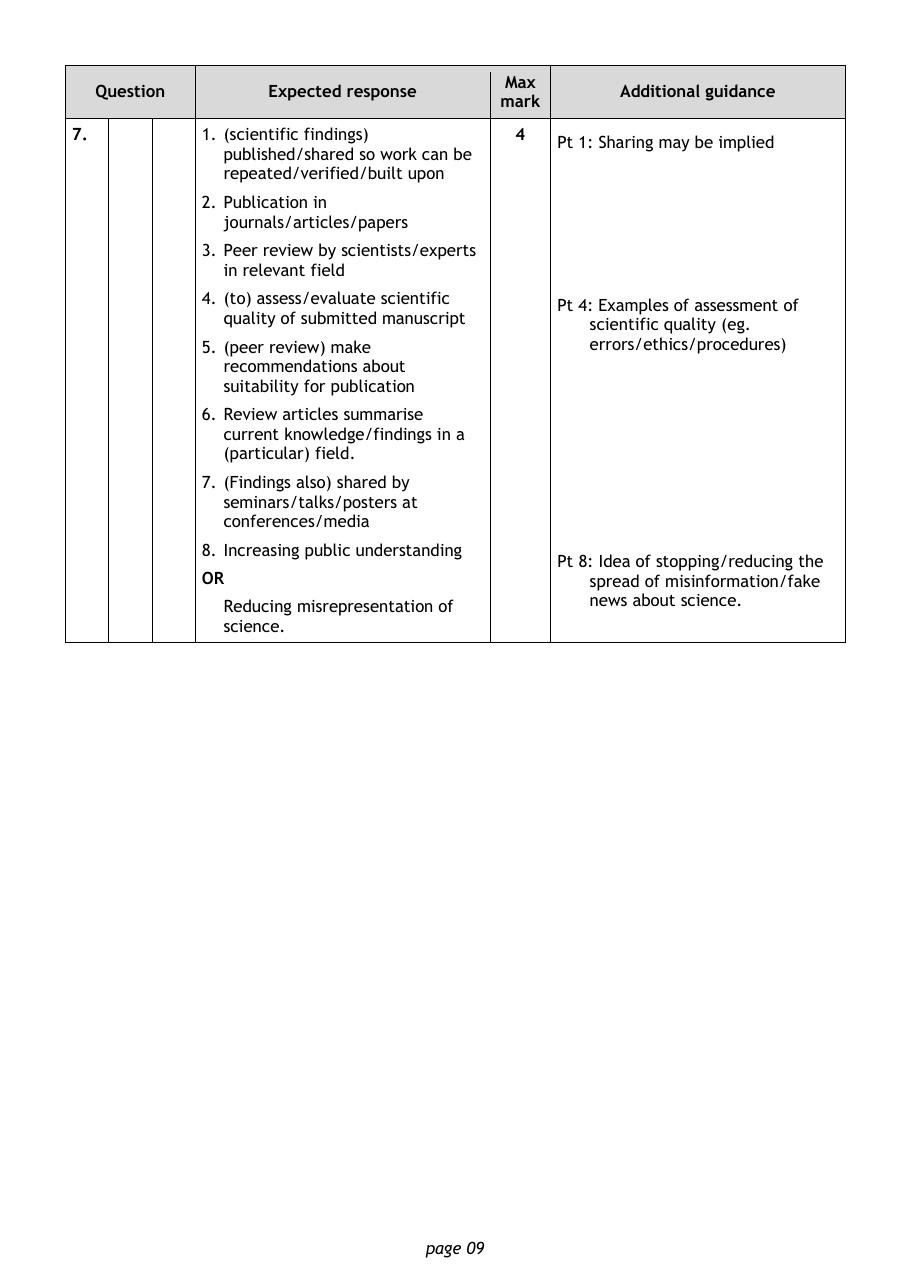 Question Expected response Max mark Additional guidance
7. 1. (scientific findings) 4
published/shared so work can be
repeated/verified/built upon
Pt 1: Sharing may be implied
2. Publication in
journals/articles/papers
3. Peer review by scientists/experts
in relevant field
4. (to) assess/evaluate scientific
quality of submitted manuscript
Pt 4: Examples of assessment of
scientific quality (eg.
errors/ethics/procedures)
5. (peer review) make
recommendations about
suitability for publication
6. Review articles summarise
current knowledge/findings in a
(particular) field.
7. (Findings also) shared by
seminars/talks/posters at
conferences/media
8. Increasing public understanding
OR
Reducing misrepresentation of
science.
Pt 8: Idea of stopping/reducing the
spread of misinformation/fake
news about science.
page 09